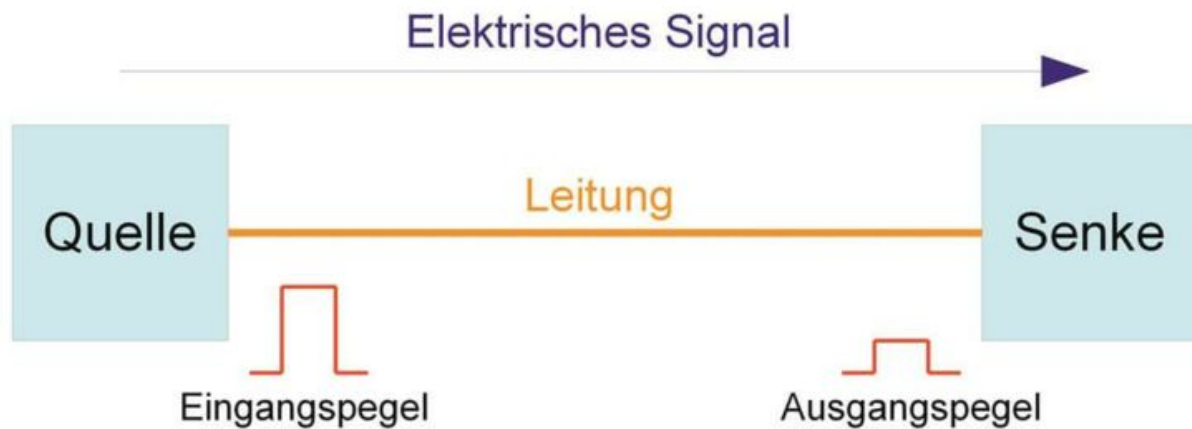 Elektrisches Signal
Leitung
Quelle
Senke
Eingangspegel
Ausgangspegel